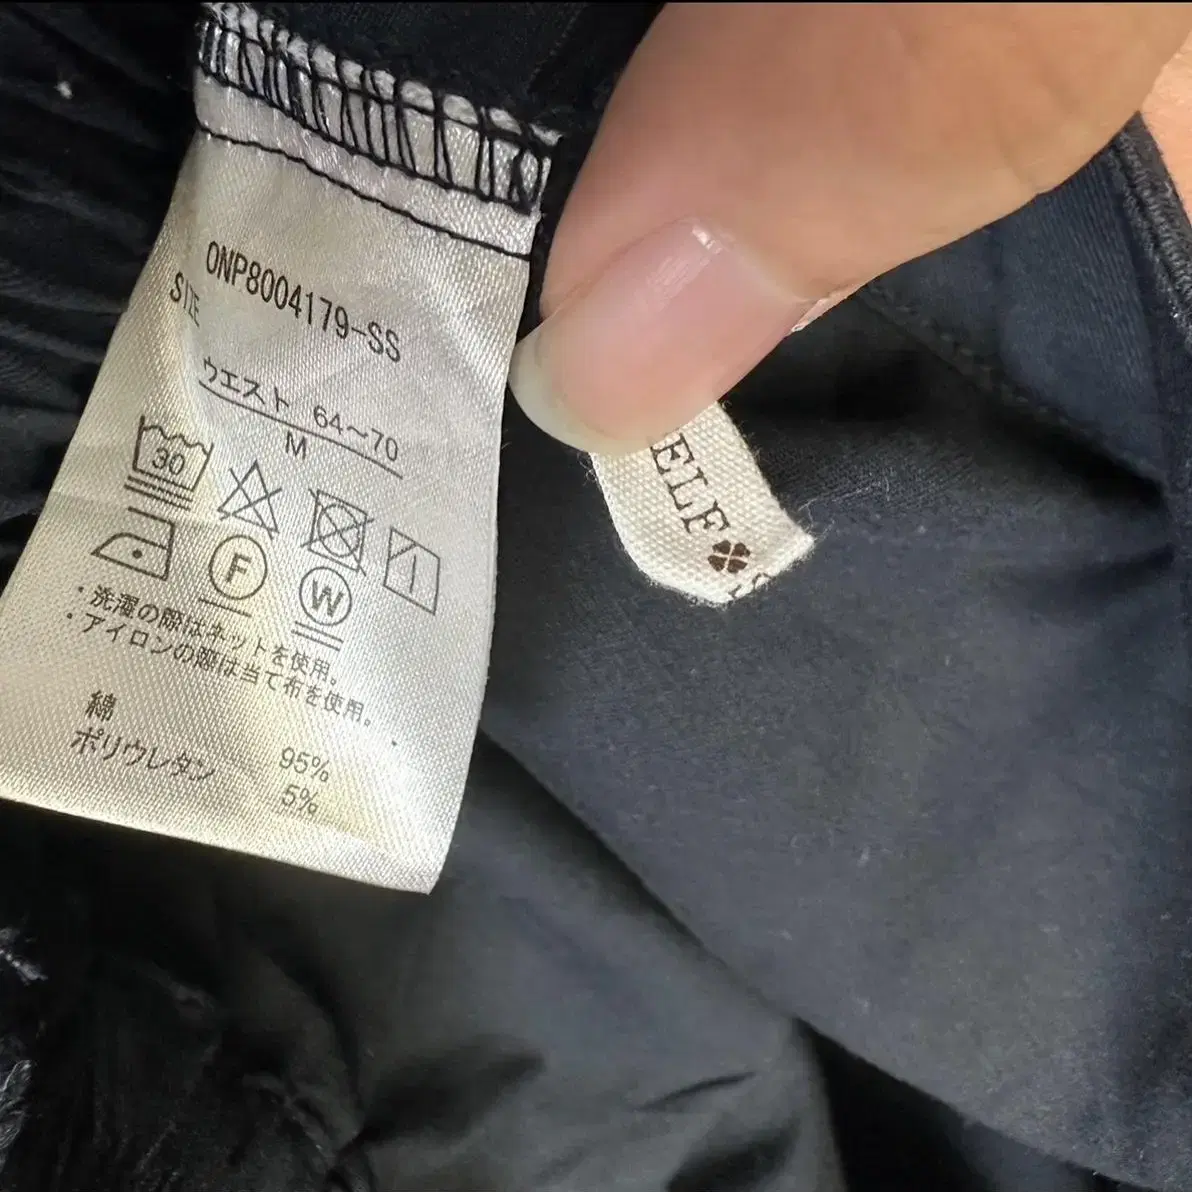 ONP8004179-SS
SIZE
ウエスト 64～70
M
30
F
W
・洗濯の際はネットを使用。
・アイロンの際は当て布を使用。
綿 95%
ポリウレタン 5%
ELF